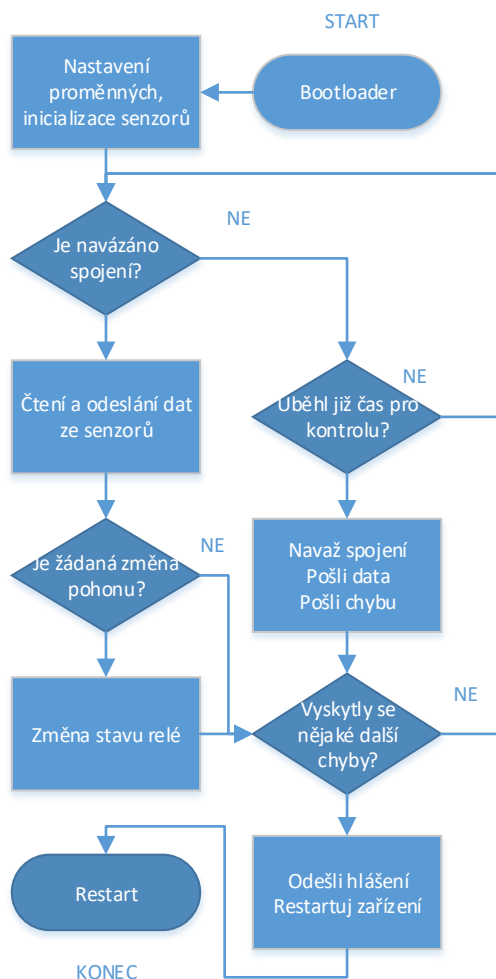 START
Nastavení
proměnných,
inicializace senzorů
Bootloader
NE
Je navázáno
spojení?
NE
Čtení a odeslání dat
ze senzorů
Uběhl již čas pro
kontrolu?
NE
Je žádaná změna
pohonu?
Navaž spojení
Pošli data
Pošli chybu
NE
Změna stavu relé
Vyskytly se
nějaké další
chyby?
Restart
Odešli hlášení
Restartuj zařízení
KONEC